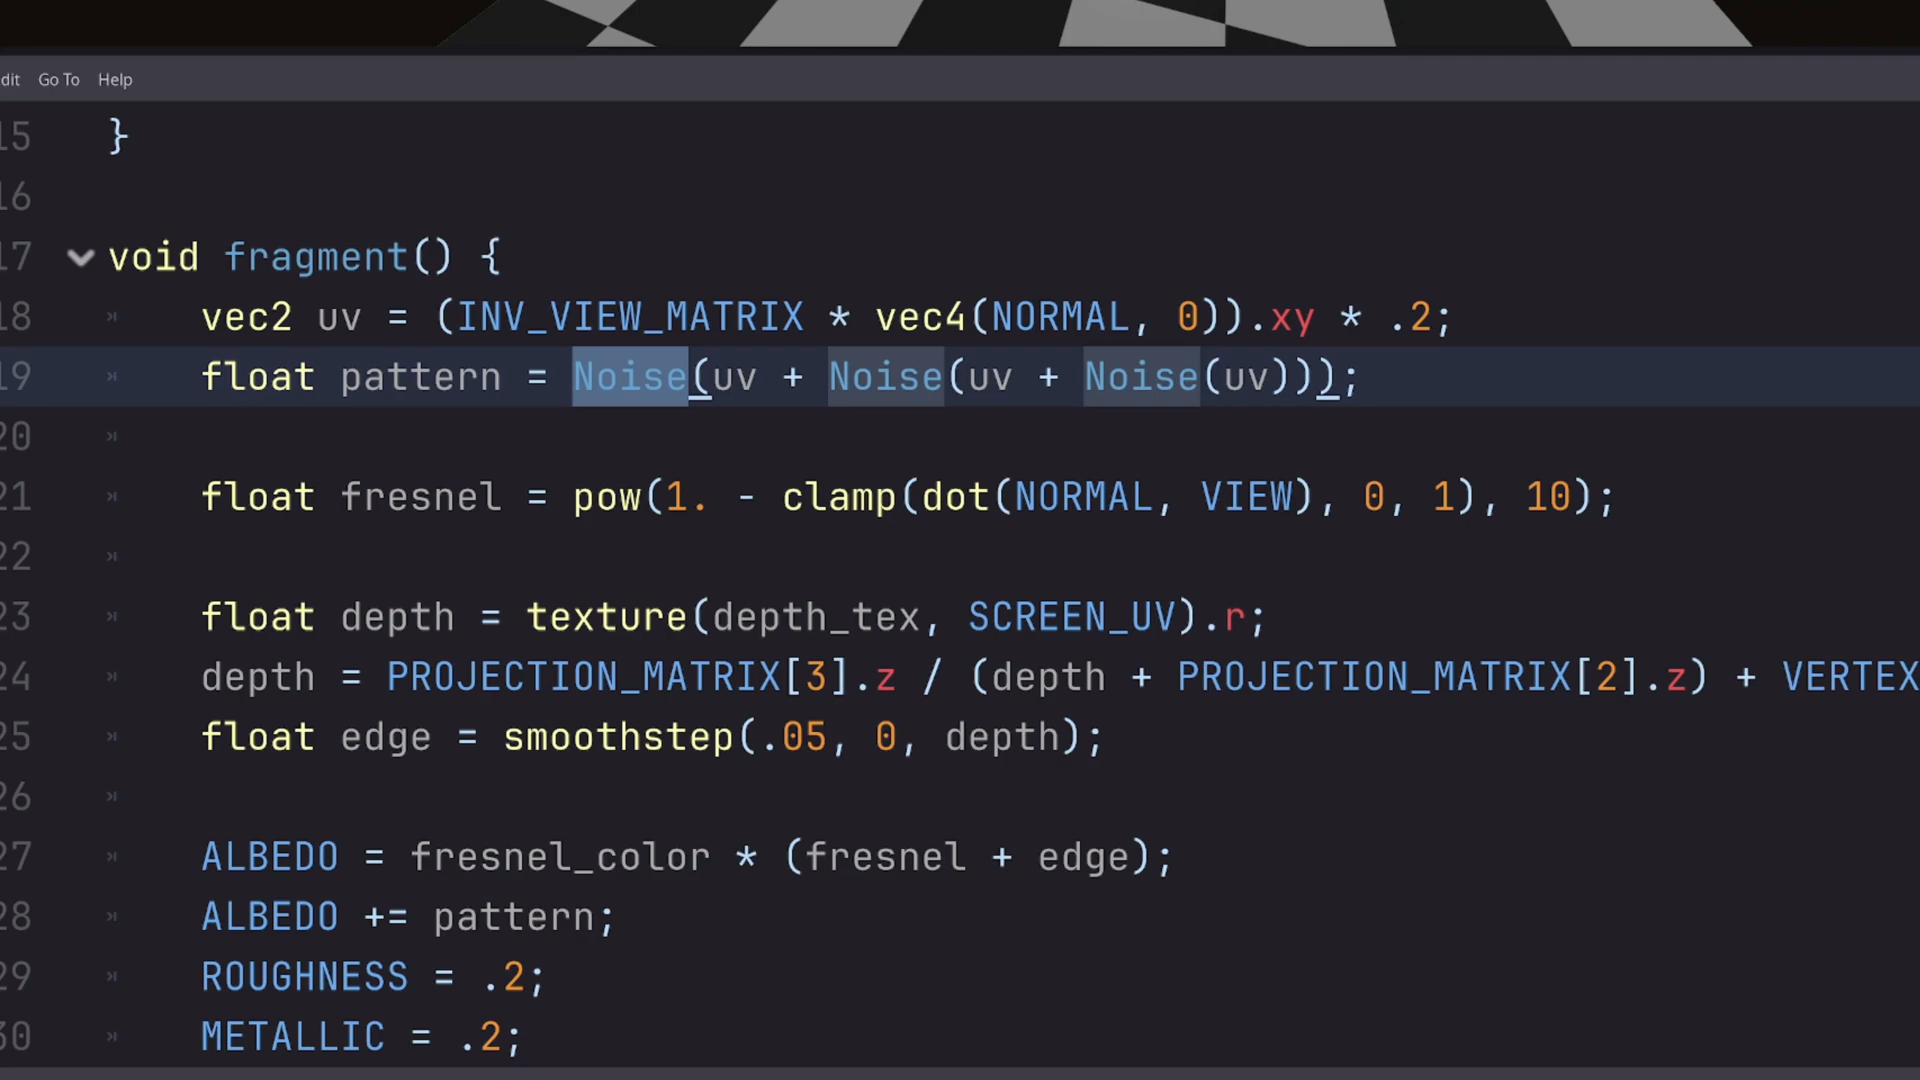 dit Go To Help
15 }
16
17 void fragment() {
18 vec2 uv = (INV_VIEW_MATRIX * vec4(NORMAL, 0)).xy * .2;
19 float pattern = Noise(uv + Noise(uv + Noise(uv)));
20
21 float fresnel = pow(1. - clamp(dot(NORMAL, VIEW), 0, 1), 10);
22
23 float depth = texture(depth_tex, SCREEN_UV).r;
24 depth = PROJECTION_MATRIX[3].z / (depth + PROJECTION_MATRIX[2].z) + VERTEX
25 float edge = smoothstep(.05, 0, depth);
26
27 ALBEDO = fresnel_color * (fresnel + edge);
28 ALBEDO += pattern;
29 ROUGHNESS = .2;
30 METALLIC = .2;